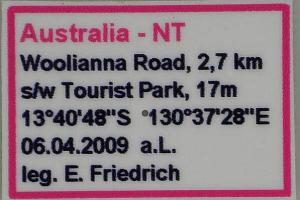 Australia - NT
Woolianna Road, 2,7 km
s/w Tourist Park, 17m
13°40'48"S °130°37'28"E
06.04.2009 a.L.
leg. E. Friedrich